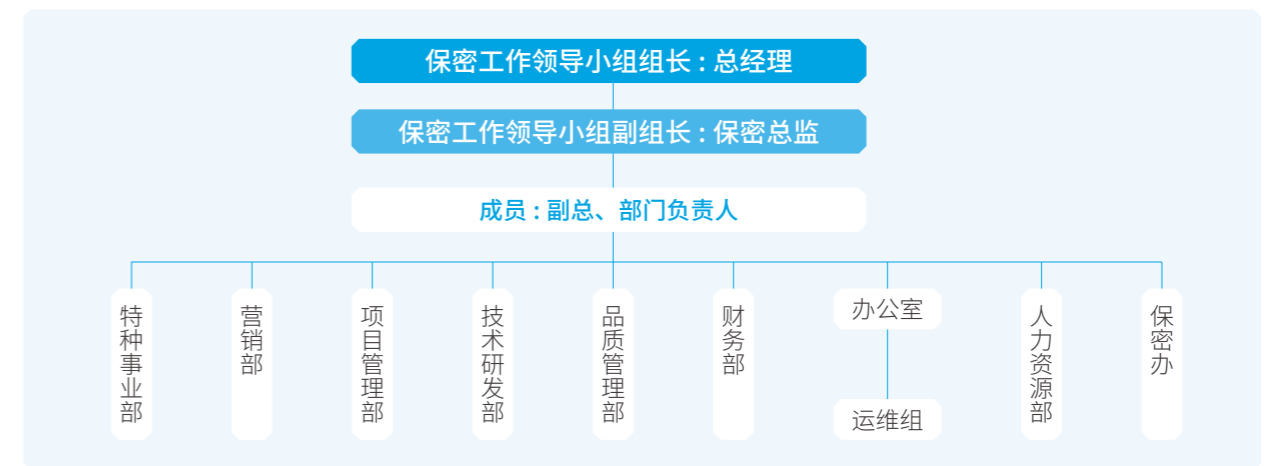 保密工作领导小组组长：总经理
保密工作领导小组副组长：保密总监
成员：副总、部门负责人
特种事业部
营销部
项目管理部
技术研发部
品质管理部
财务部
办公室
运维组
人力资源部
保密办